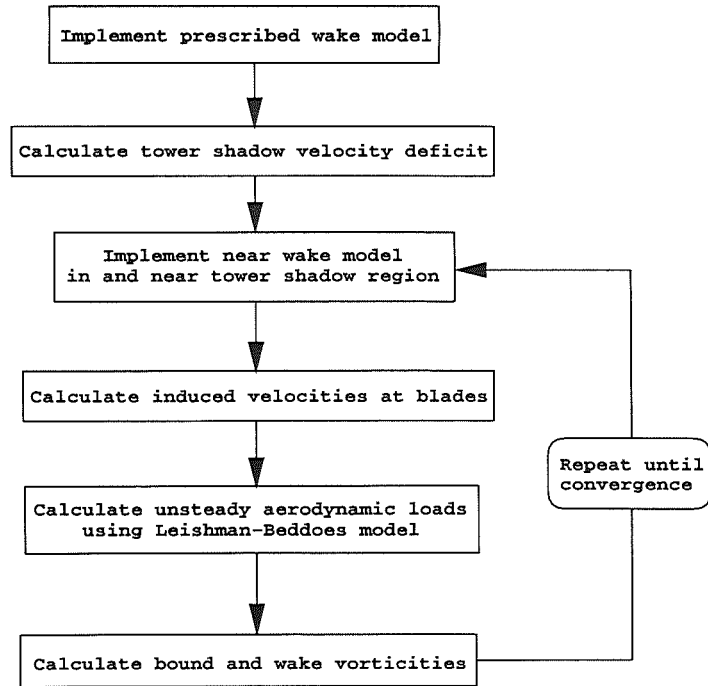 Implement prescribed wake model
Calculate tower shadow velocity deficit
Implement near wake model
in and near tower shadow region
Calculate induced velocities at blades
Repeat until
convergence
Calculate unsteady aerodynamic loads
using Leishman-Beddoes model
Calculate bound and wake vorticities